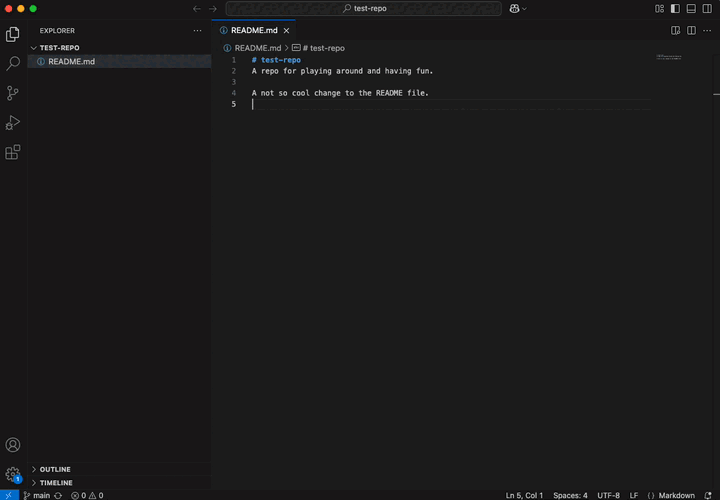 test-repo
EXPLORER
README.md
TEST-REPO
README.md
README.md > # test-repo
1 # test-repo
2 A repo for playing around and having fun.
3
4 A not so cool change to the README file.
5
1
OUTLINE
TIMELINE
main 0 0 Ln 5, Col 1 Spaces: 4 UTF-8 LF Markdown